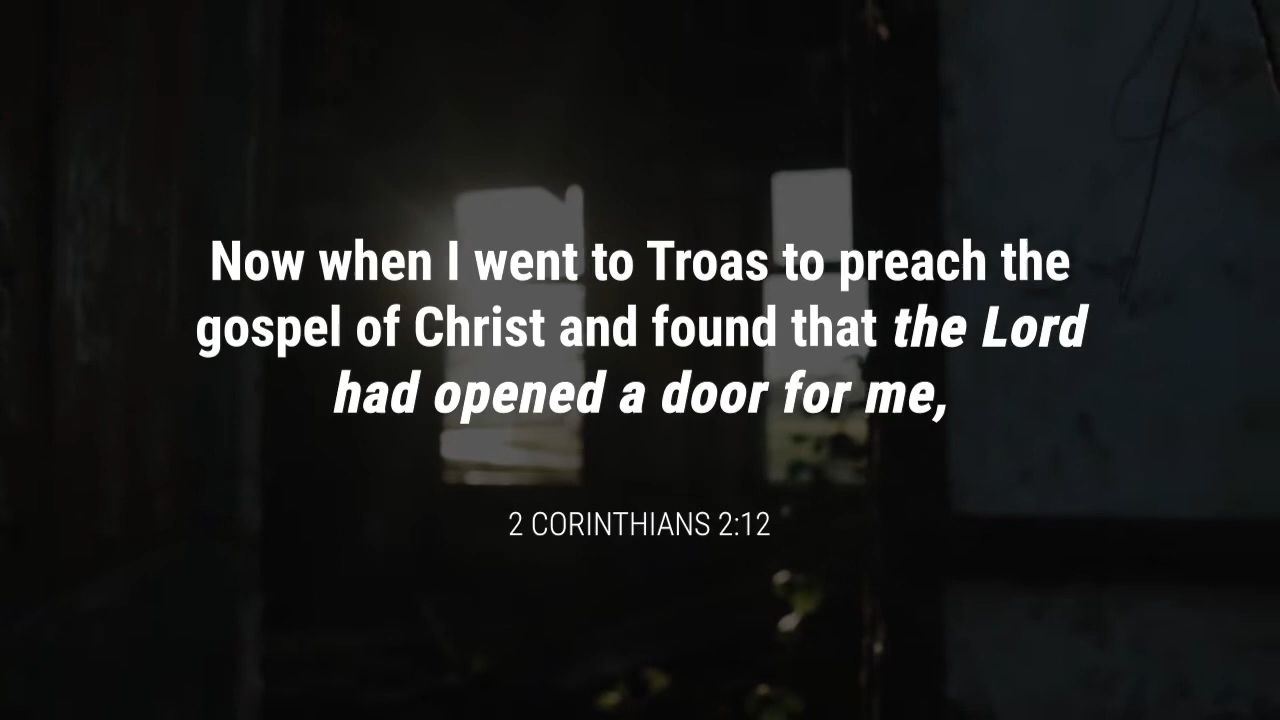 Now when I went to Troas to preach the
gospel of Christ and found that the Lord
had opened a door for me,
2 CORINTHIANS 2:12